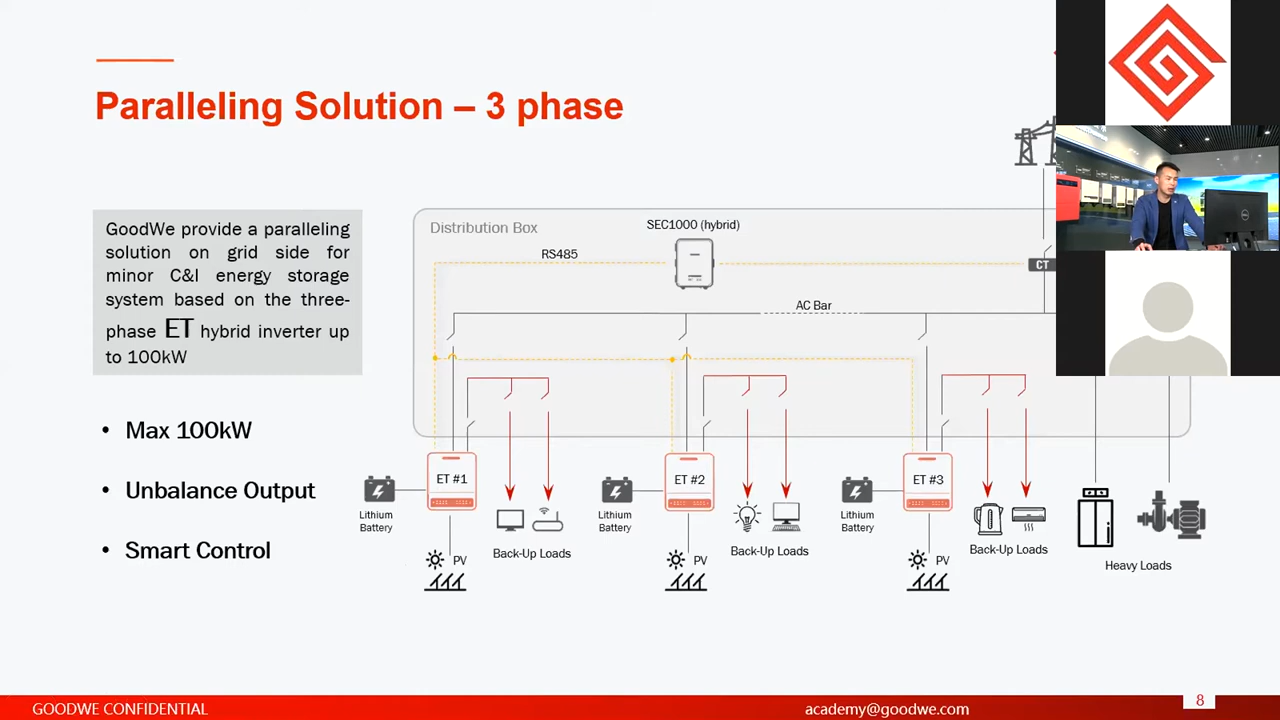 Paralleling Solution – 3 phase
GoodWe provide a paralleling
solution on grid side for
minor C&I energy storage
system based on the three-
phase ET hybrid inverter up
to 100kW
• Max 100kW
• Unbalance Output
• Smart Control
Distribution Box
SEC1000 (hybrid)
RS485
CT
AC Bar
ET #1
ET #2
ET #3
Lithium
Battery
Lithium
Battery
Lithium
Battery
PV
Back-Up Loads
PV
Back-Up Loads
PV
Back-Up Loads
Heavy Loads
GOODWE CONFIDENTIAL
academy@goodwe.com
8